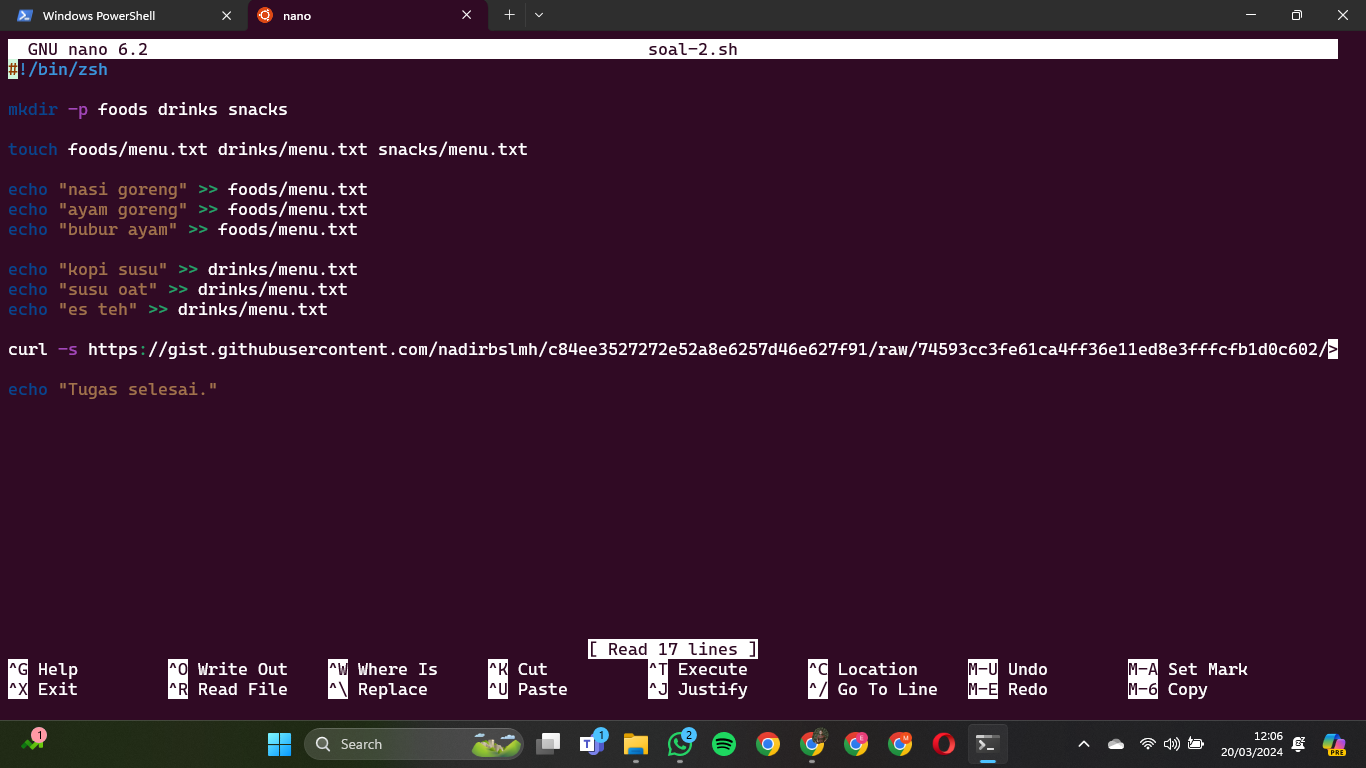 Windows PowerShell
nano
GNU nano 6.2 soal-2.sh
#!/bin/zsh
mkdir -p foods drinks snacks
touch foods/menu.txt drinks/menu.txt snacks/menu.txt
echo "nasi goreng" >> foods/menu.txt
echo "ayam goreng" >> foods/menu.txt
echo "bubur ayam" >> foods/menu.txt
echo "kopi susu" >> drinks/menu.txt
echo "susu oat" >> drinks/menu.txt
echo "es teh" >> drinks/menu.txt
curl -s https://gist.githubusercontent.com/nadirbslmh/c84ee3527272e52a8e6257d46e627f91/raw/74593cc3fe61ca4ff36e11ed8e3fffcfb1d0c602/>
echo "Tugas selesai."
[ Read 17 lines ]
^G Help ^O Write Out ^W Where Is ^K Cut ^T Execute ^C Location M-U Undo M-A Set Mark
^X Exit ^R Read File ^\ Replace ^U Paste ^J Justify ^/ Go To Line M-E Redo M-6 Copy
1
Search
T
1
2
E
M
12:06
20/03/2024
PRE